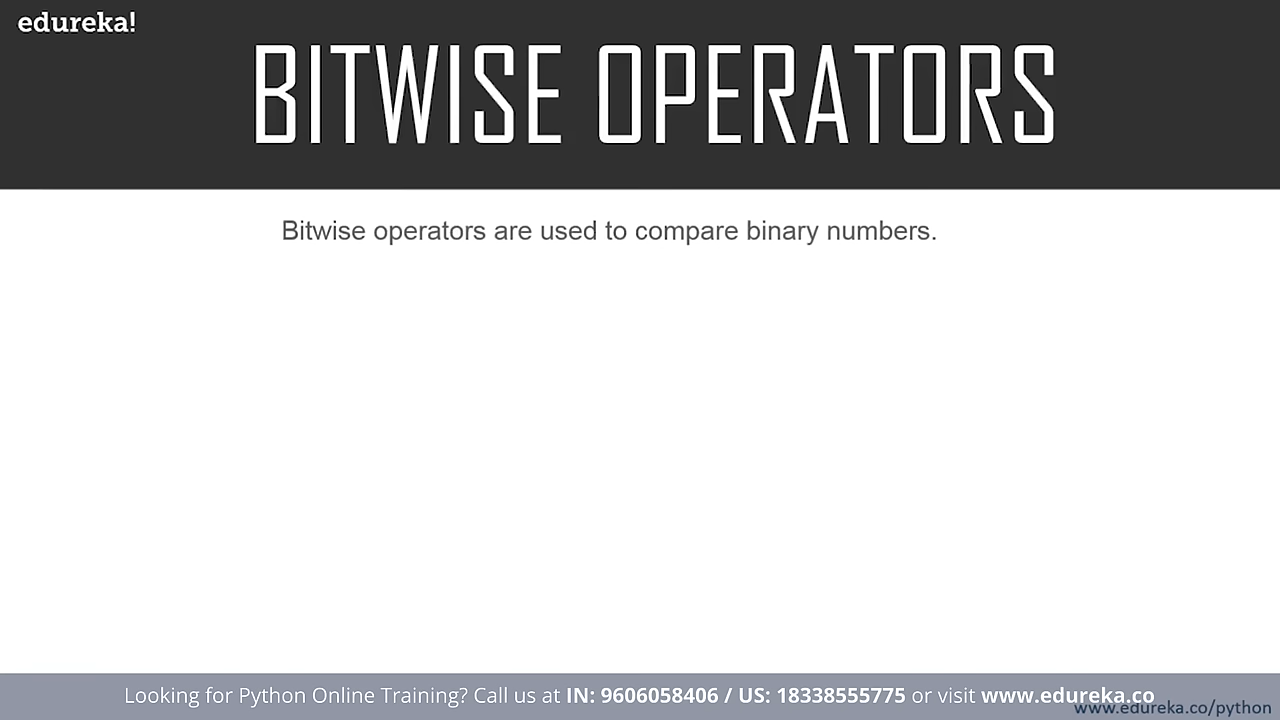 edureka!
BITWISE OPERATORS
Bitwise operators are used to compare binary numbers.
Looking for Python Online Training? Call us at IN: 9606058406 / US: 18338555775 or visit www.edureka.co
www.edureka.co/python